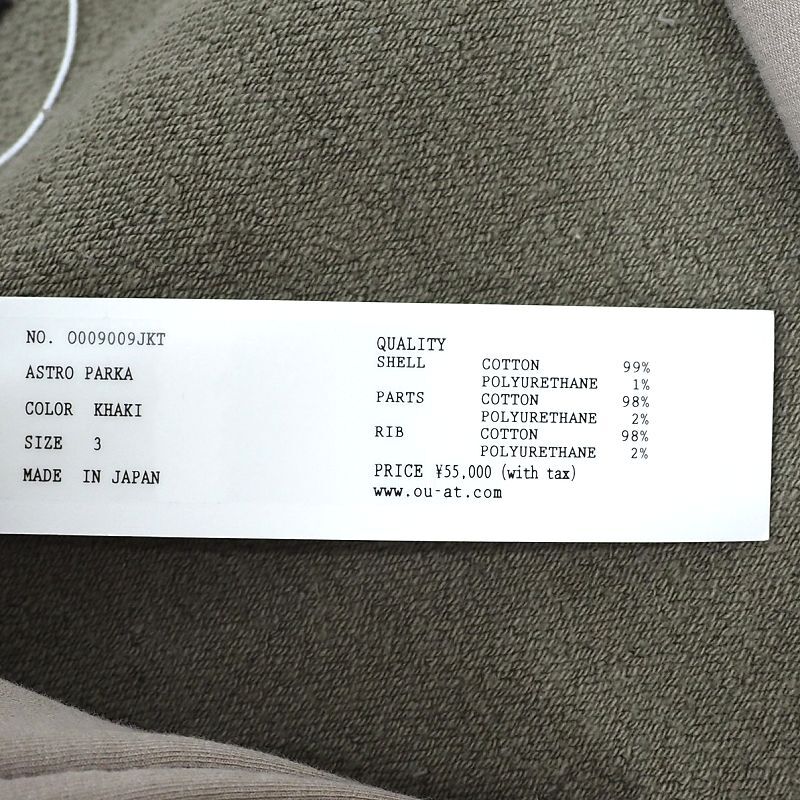 NO. 0009009JKT
ASTRO PARKA
COLOR KHAKI
SIZE 3
MADE IN JAPAN
QUALITY
SHELL COTTON 99%
POLYURETHANE 1%
PARTS COTTON 98%
POLYURETHANE 2%
RIB COTTON 98%
POLYURETHANE 2%
PRICE ¥55,000 (with tax)
www.ou-at.com